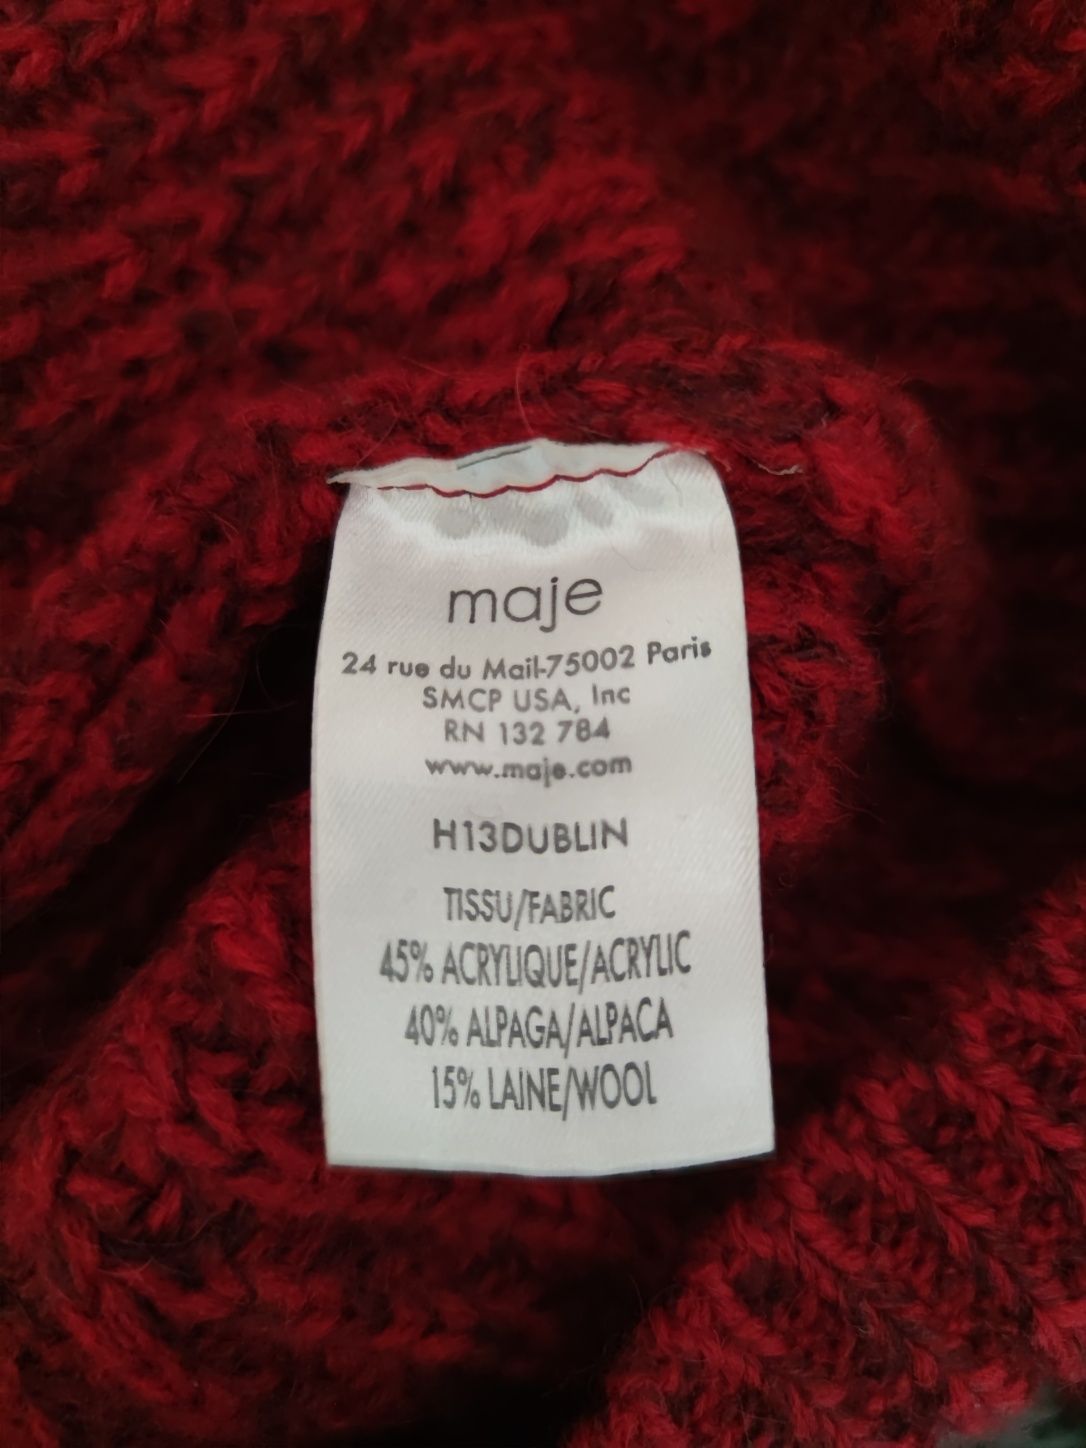 maje
24 rue du Mail-75002 Paris
SMCP USA, Inc
RN 132 784
www.maje.com
H13DUBLIN
TISSU/FABRIC
45% ACRYLIQUE/ACRYLIC
40% ALPAGA/ALPACA
15% LAINE/WOOL